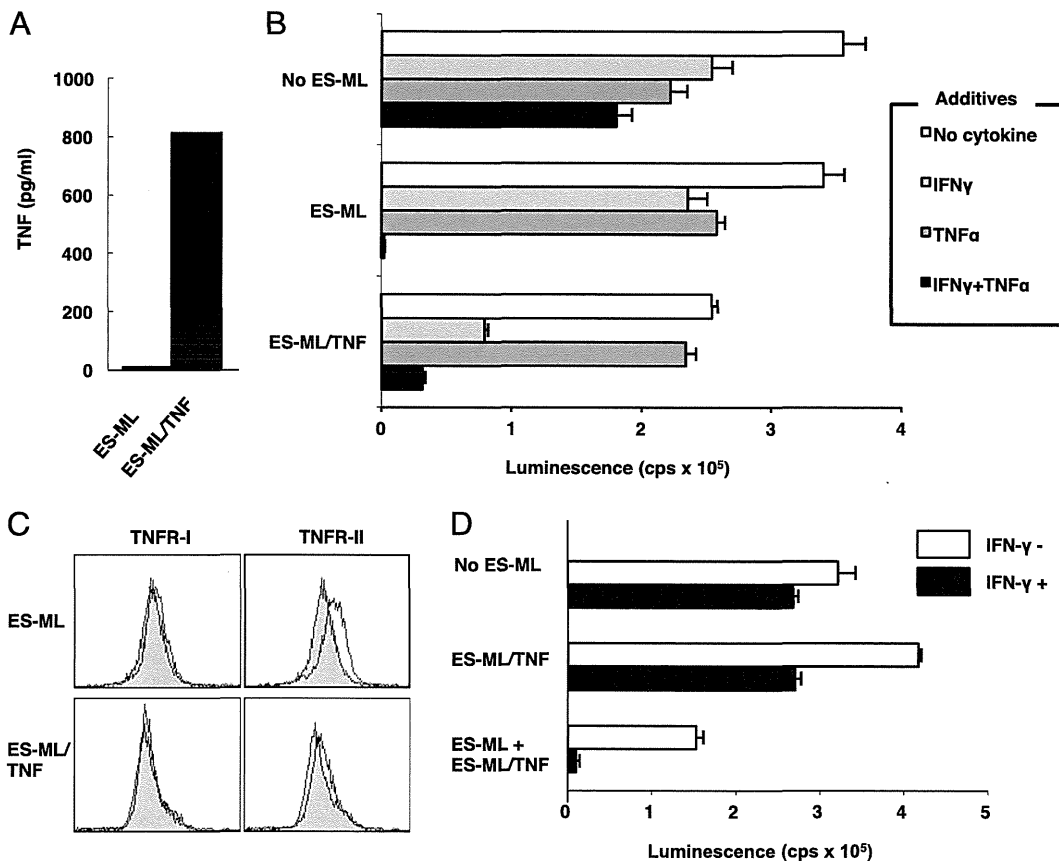 A
TNF (pg/ml)
1000
800
600
400
200
0
ES-ML
ES-ML/TNF
B
No ES-ML
ES-ML
ES-ML/TNF
0
1
2
3
4
Luminescence (cps x 10⁵)
Additives
No cytokine
IFNγ
TNFα
IFNγ+TNFα
C
TNFR-I
TNFR-II
ES-ML
ES-ML/
TNF
D
No ES-ML
ES-ML/TNF
ES-ML +
ES-ML/TNF
0
1
2
3
4
5
Luminescence (cps x 10⁵)
IFN-γ -
IFN-γ +